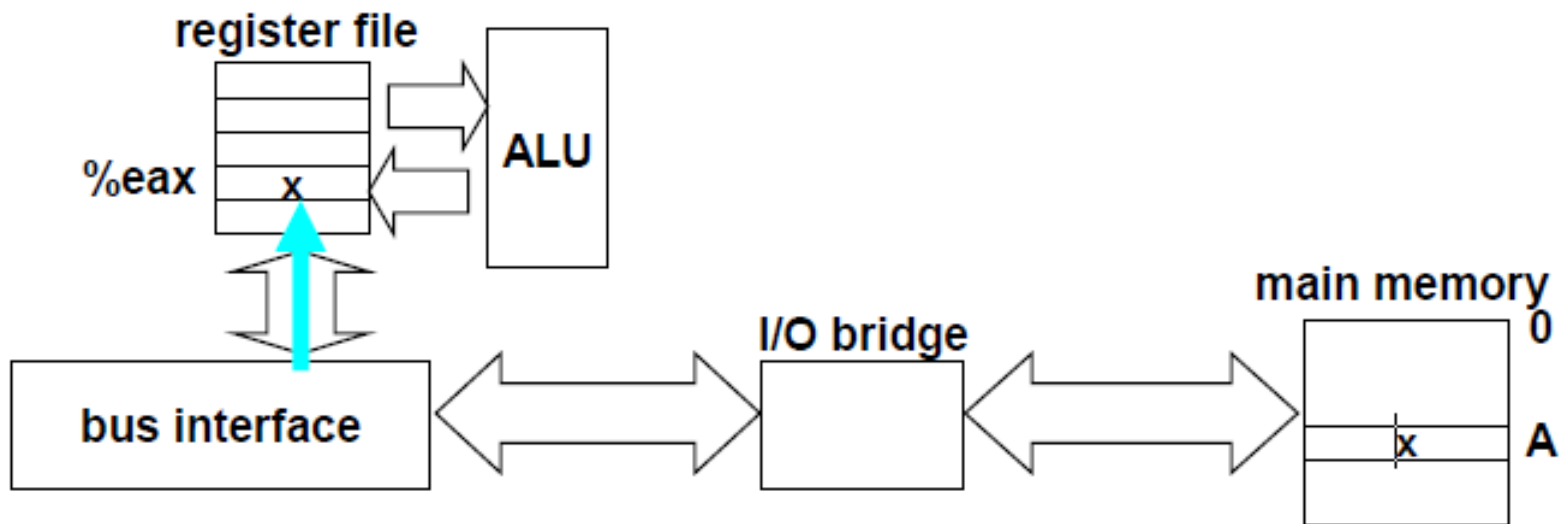 register file
ALU
%eax
x
main memory
0
I/O bridge
bus interface
x
A